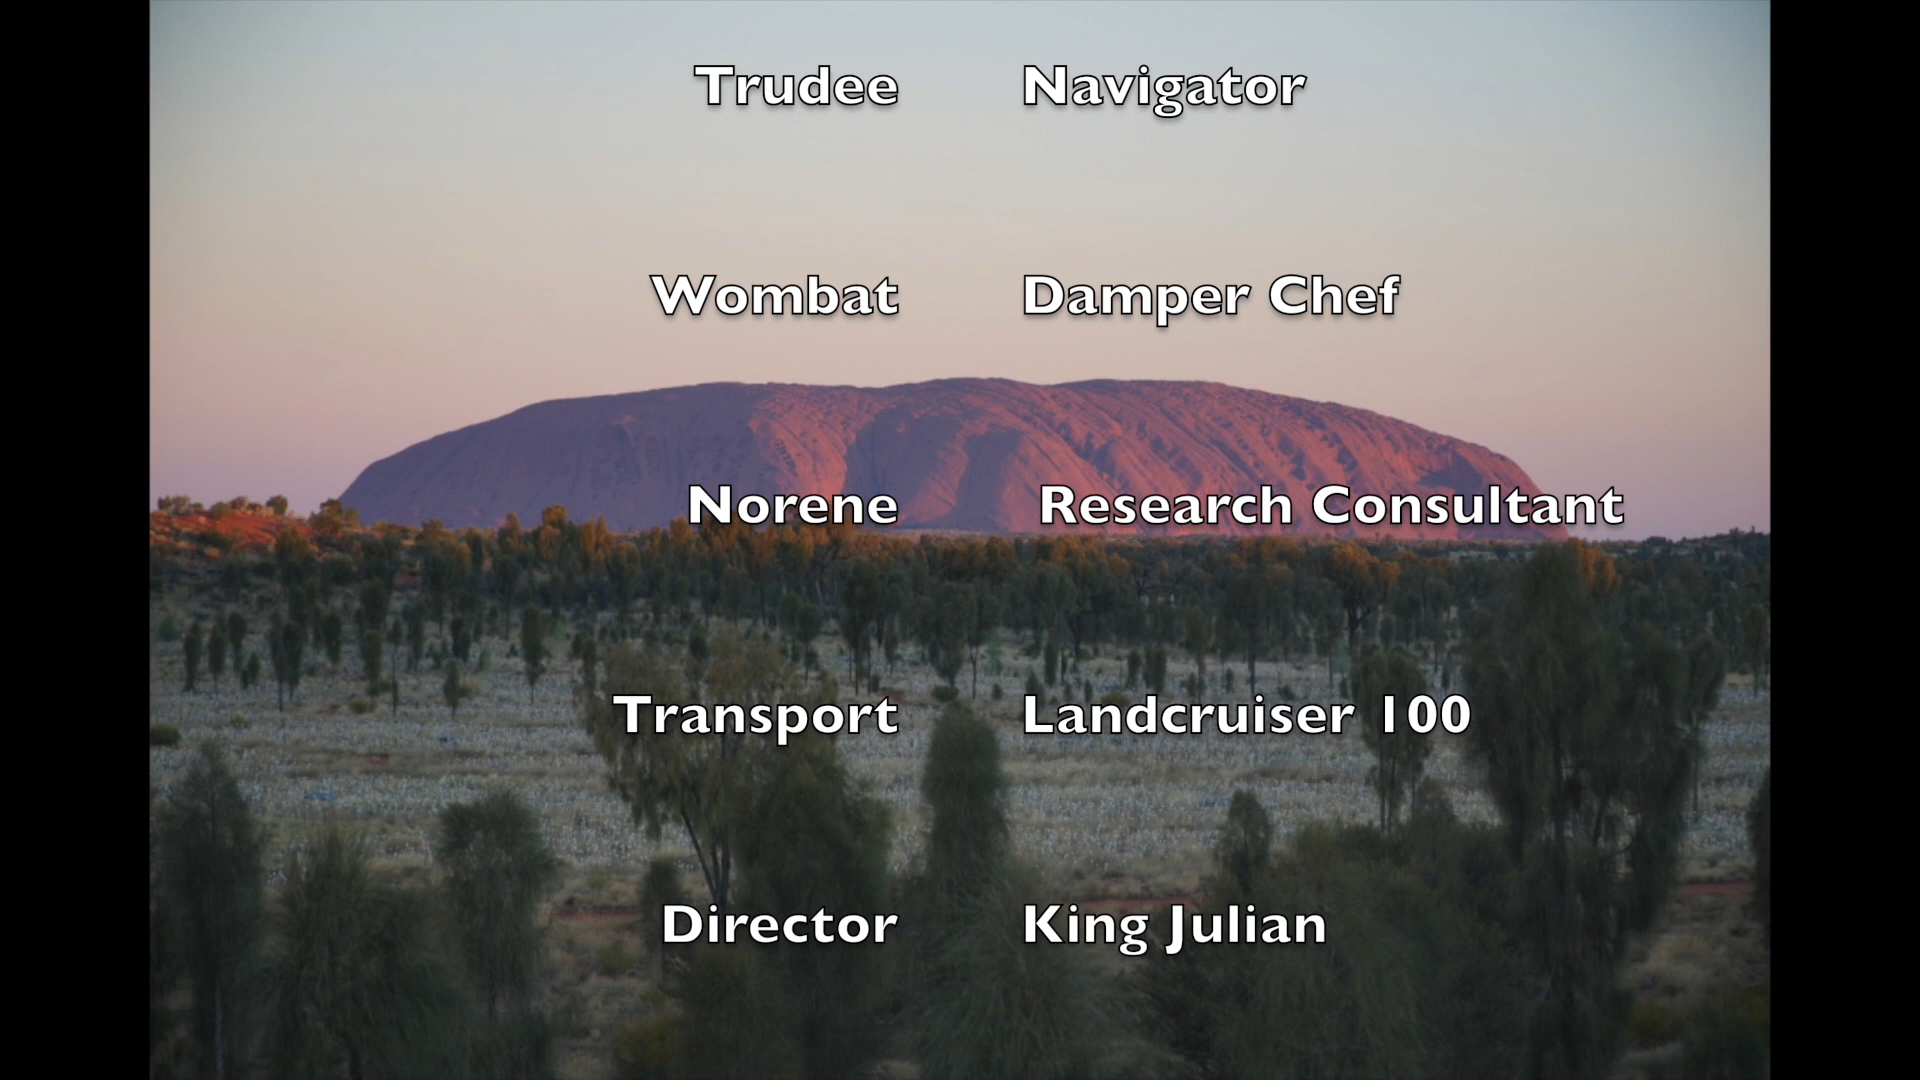 Trudee Navigator
Wombat Damper Chef
Norene Research Consultant
Transport Landcruiser 100
Director King Julian